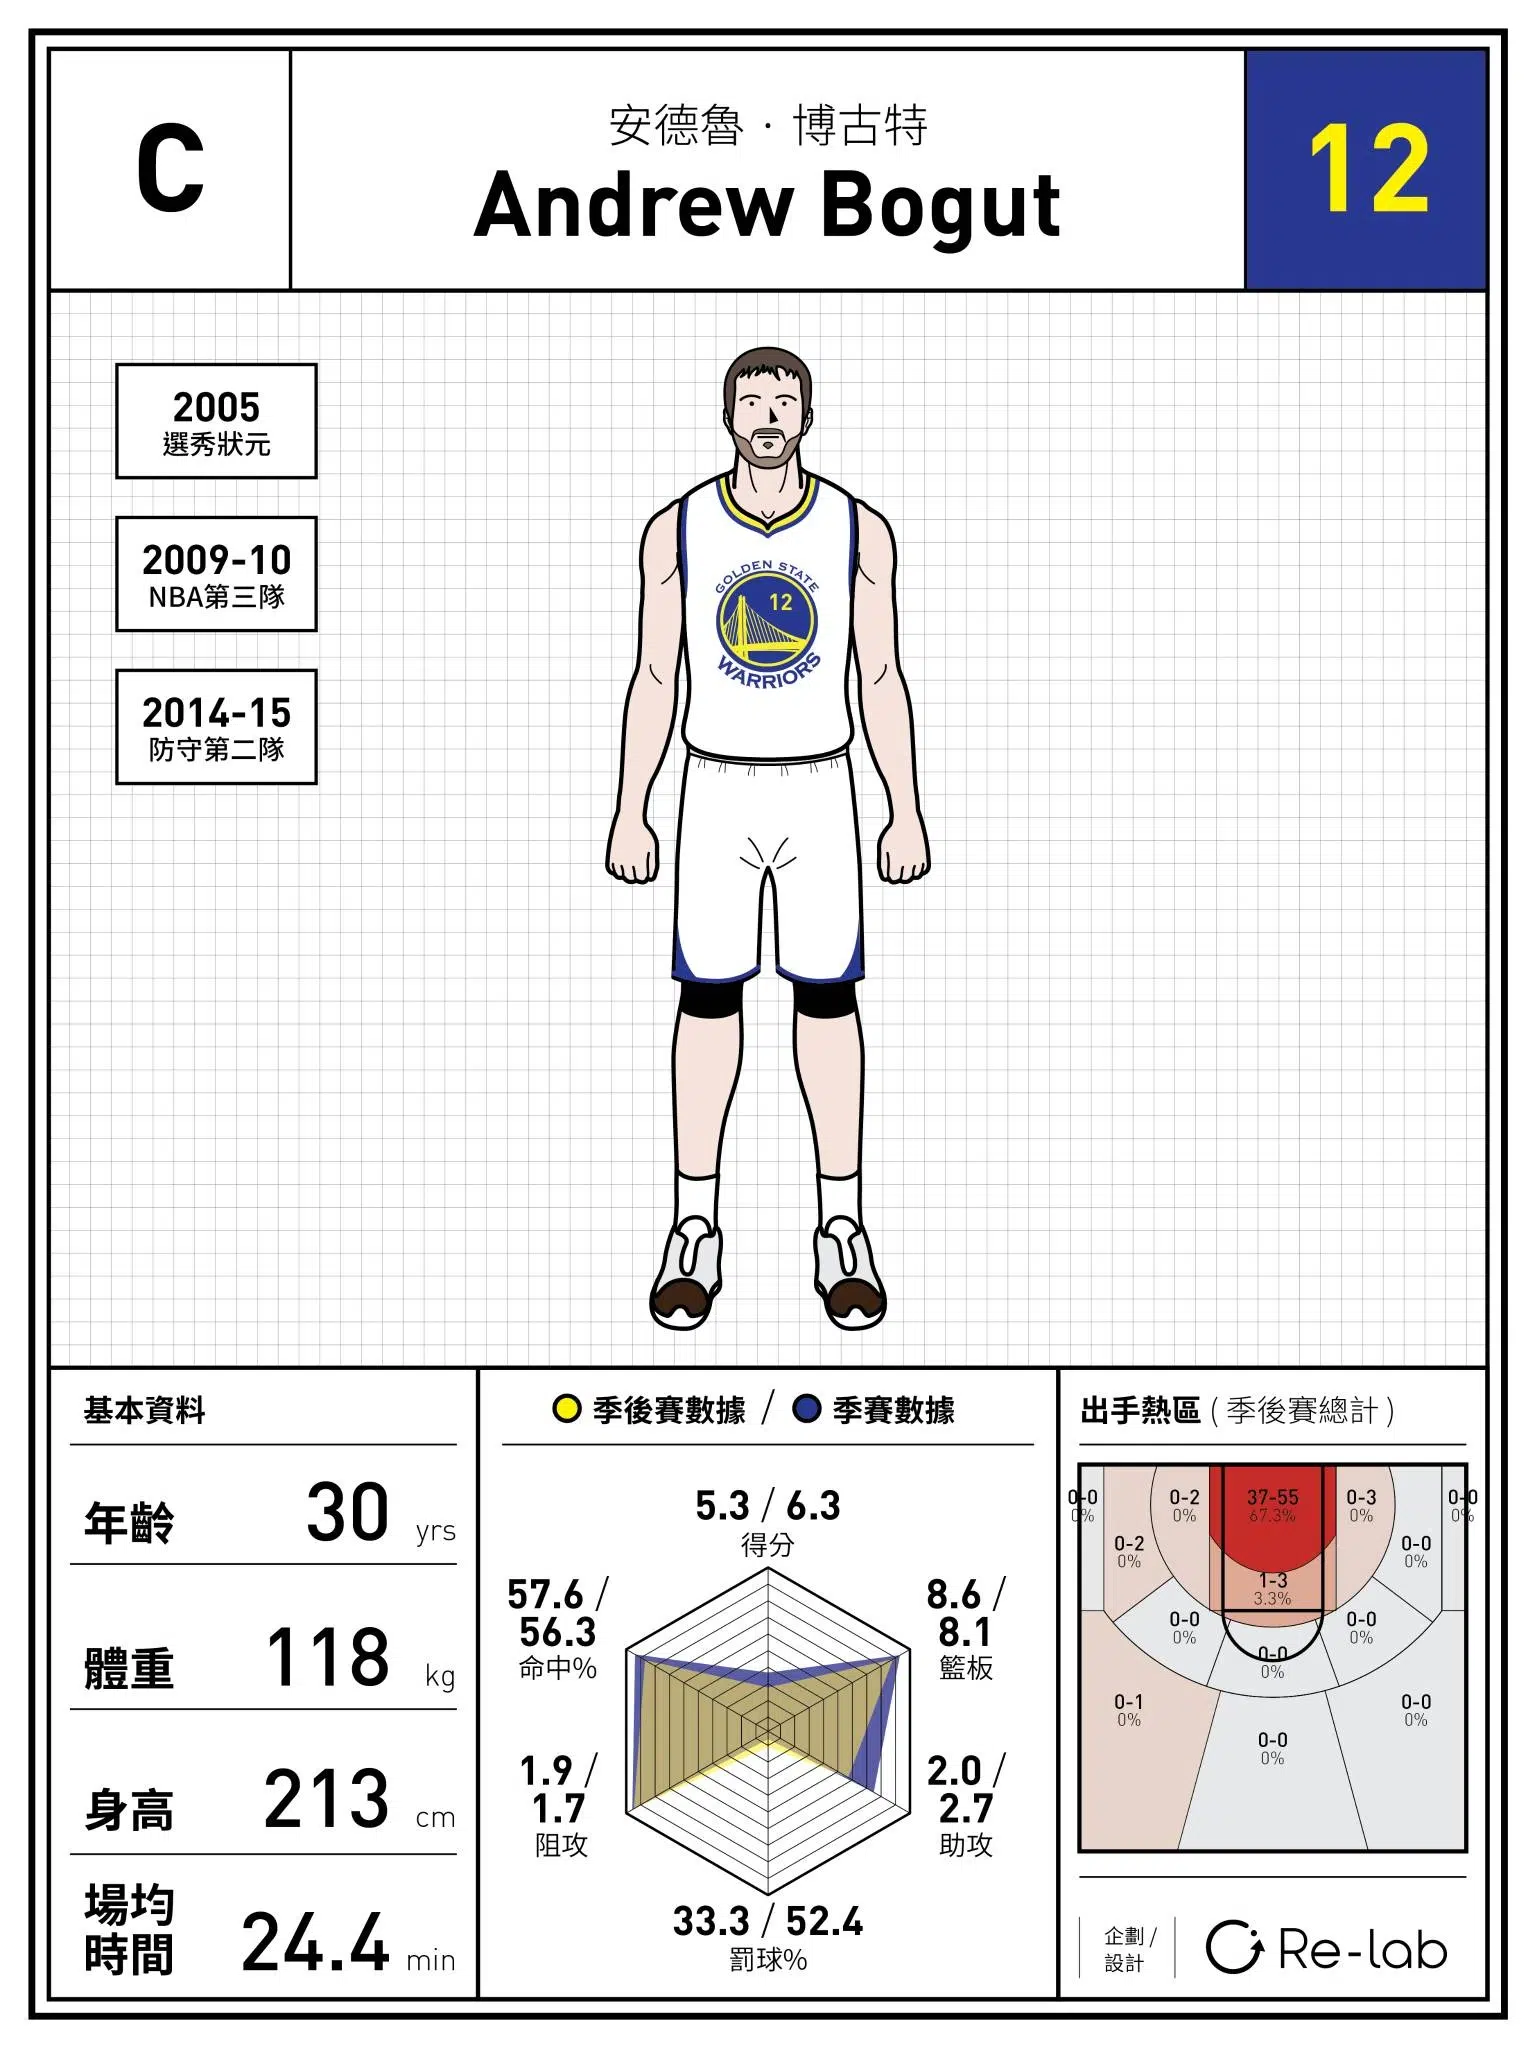 C
安德魯·博古特
Andrew Bogut
12
2005
選秀狀元
2009-10
NBA第三隊
2014-15
防守第二隊
GOLDEN STATE
12
WARRIORS
基本資料
年齡 30 yrs
體重 118 kg
身高 213 cm
場均
時間 24.4 min
季後賽數據 / 季賽數據
5.3 / 6.3
得分
57.6 /
56.3
命中%
8.6 /
8.1
籃板
1.9 /
1.7
阻攻
2.0 /
2.7
助攻
33.3 / 52.4
罰球%
出手熱區 ( 季後賽總計 )
0-0
0%
0-2
0%
37-55
67.3%
0-3
0%
0-0
0%
0-2
0%
0-0
0%
1-3
3.3%
0-0
0%
0-0
0%
0-0
0%
0-1
0%
0-0
0%
0-0
0%
企劃 /
設計
Re-lab